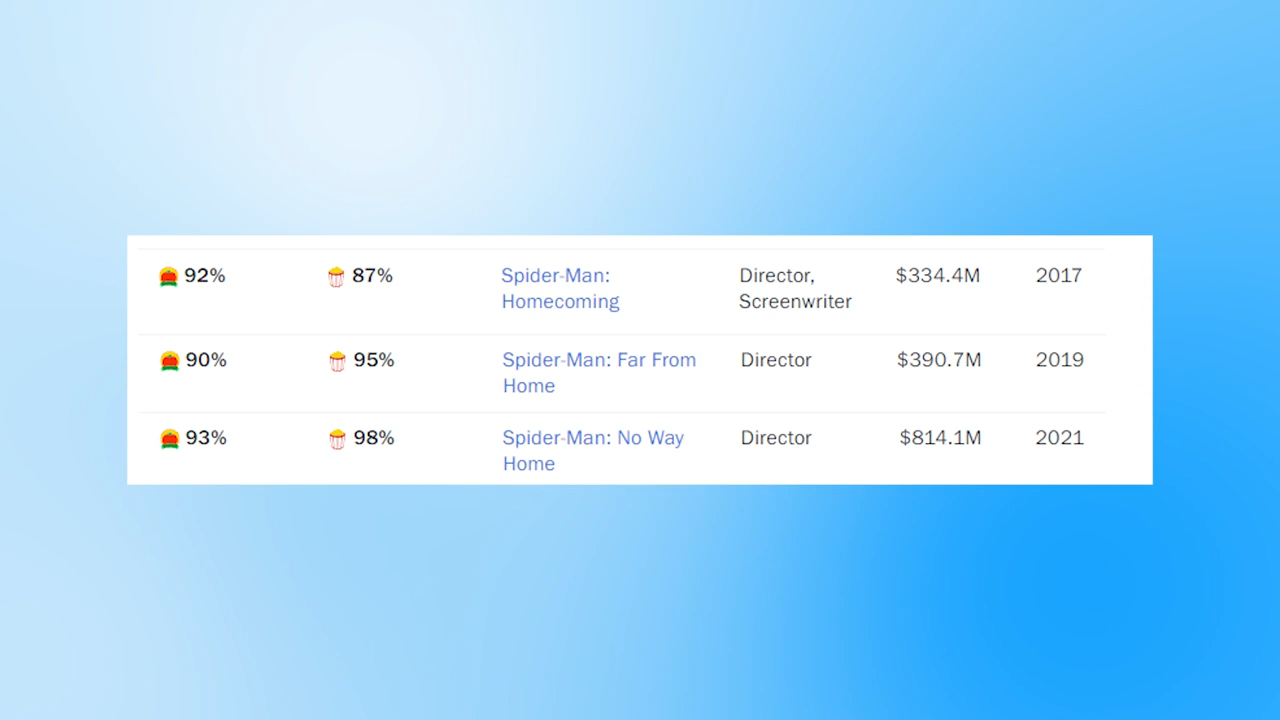 92% 87% Spider-Man: Director, $334.4M 2017
Homecoming Screenwriter
90% 95% Spider-Man: Far From Director $390.7M 2019
Home
93% 98% Spider-Man: No Way Director $814.1M 2021
Home